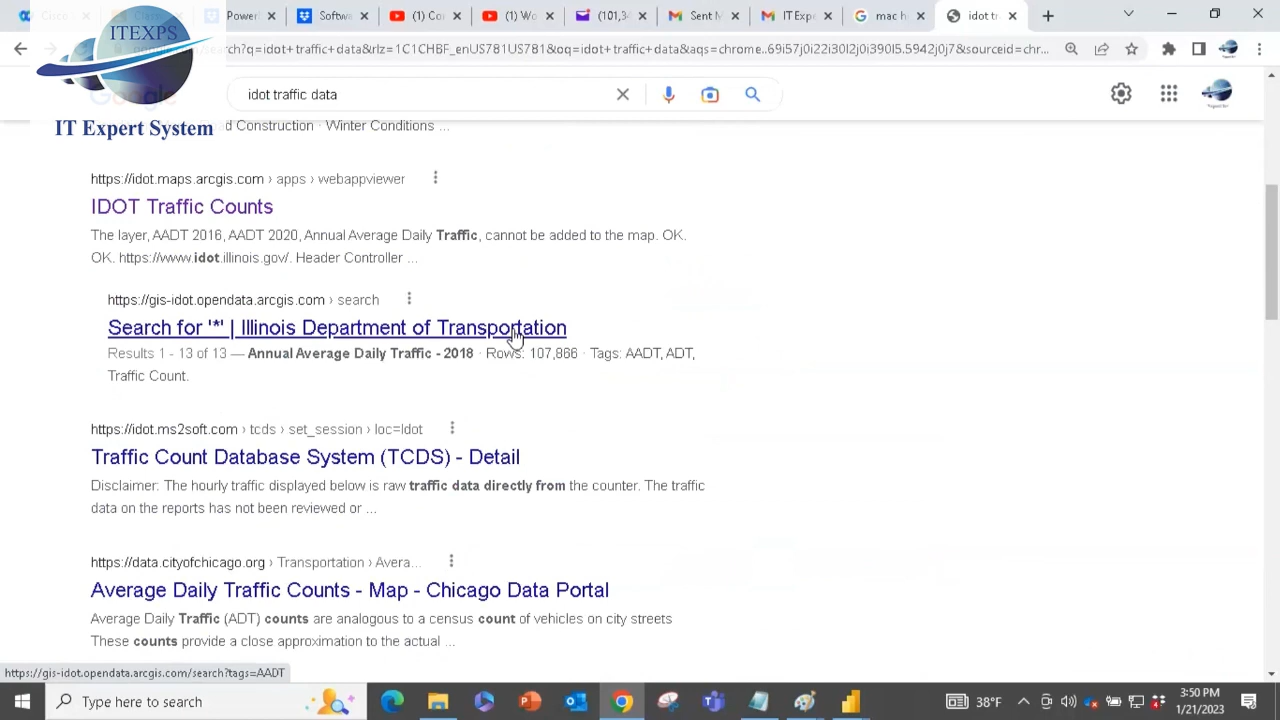 Cisco
Clien
PowerI
Softwa
(1) Co
(1) Wo
(101,3
Sent M
IT Exp
mac h
idot tr
ITEXPS
search?q=idot+traffic+data&rlz=1C1CHBF_enUS781US781&oq=idot+traffic+data&aqs=chrome..69i57j0i22i30j0i390l5.5942j0j7&sourceid=chr...
Google
idot traffic data
IT Expert System
d Construction · Winter Conditions ...
https://idot.maps.arcgis.com › apps › webappviewer
IDOT Traffic Counts
The layer, AADT 2016, AADT 2020, Annual Average Daily Traffic, cannot be added to the map. OK.
OK. https://www.idot.illinois.gov/. Header Controller ...
https://gis-idot.opendata.arcgis.com › search
Search for '*' | Illinois Department of Transportation
Results 1 - 13 of 13 — Annual Average Daily Traffic - 2018 · Rows: 107,866 · Tags: AADT, ADT,
Traffic Count.
https://idot.ms2soft.com › tcds › set_session › loc=Idot
Traffic Count Database System (TCDS) - Detail
Disclaimer: The hourly traffic displayed below is raw traffic data directly from the counter. The traffic
data on the reports has not been reviewed or ...
https://data.cityofchicago.org › Transportation › Avera...
Average Daily Traffic Counts - Map - Chicago Data Portal
Average Daily Traffic (ADT) counts are analogous to a census count of vehicles on city streets
These counts provide a close approximation to the actual ...
https://gis-idot.opendata.arcgis.com/search?tags=AADT
Type here to search
38°F
3:50 PM
1/21/2023